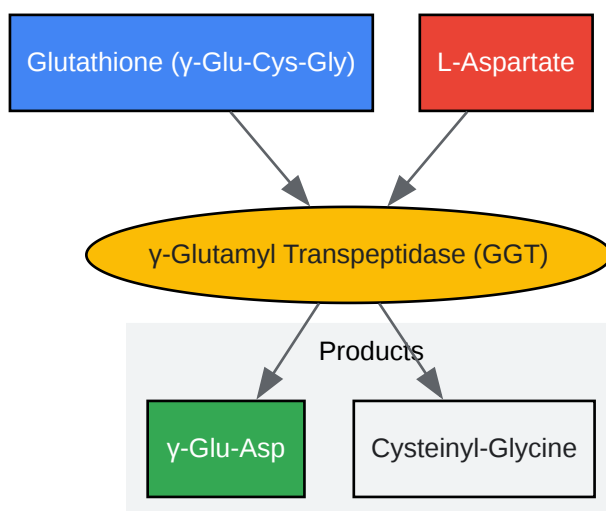 Glutathione (γ-Glu-Cys-Gly)
L-Aspartate
γ-Glutamyl Transpeptidase (GGT)
Products
γ-Glu-Asp
Cysteinyl-Glycine